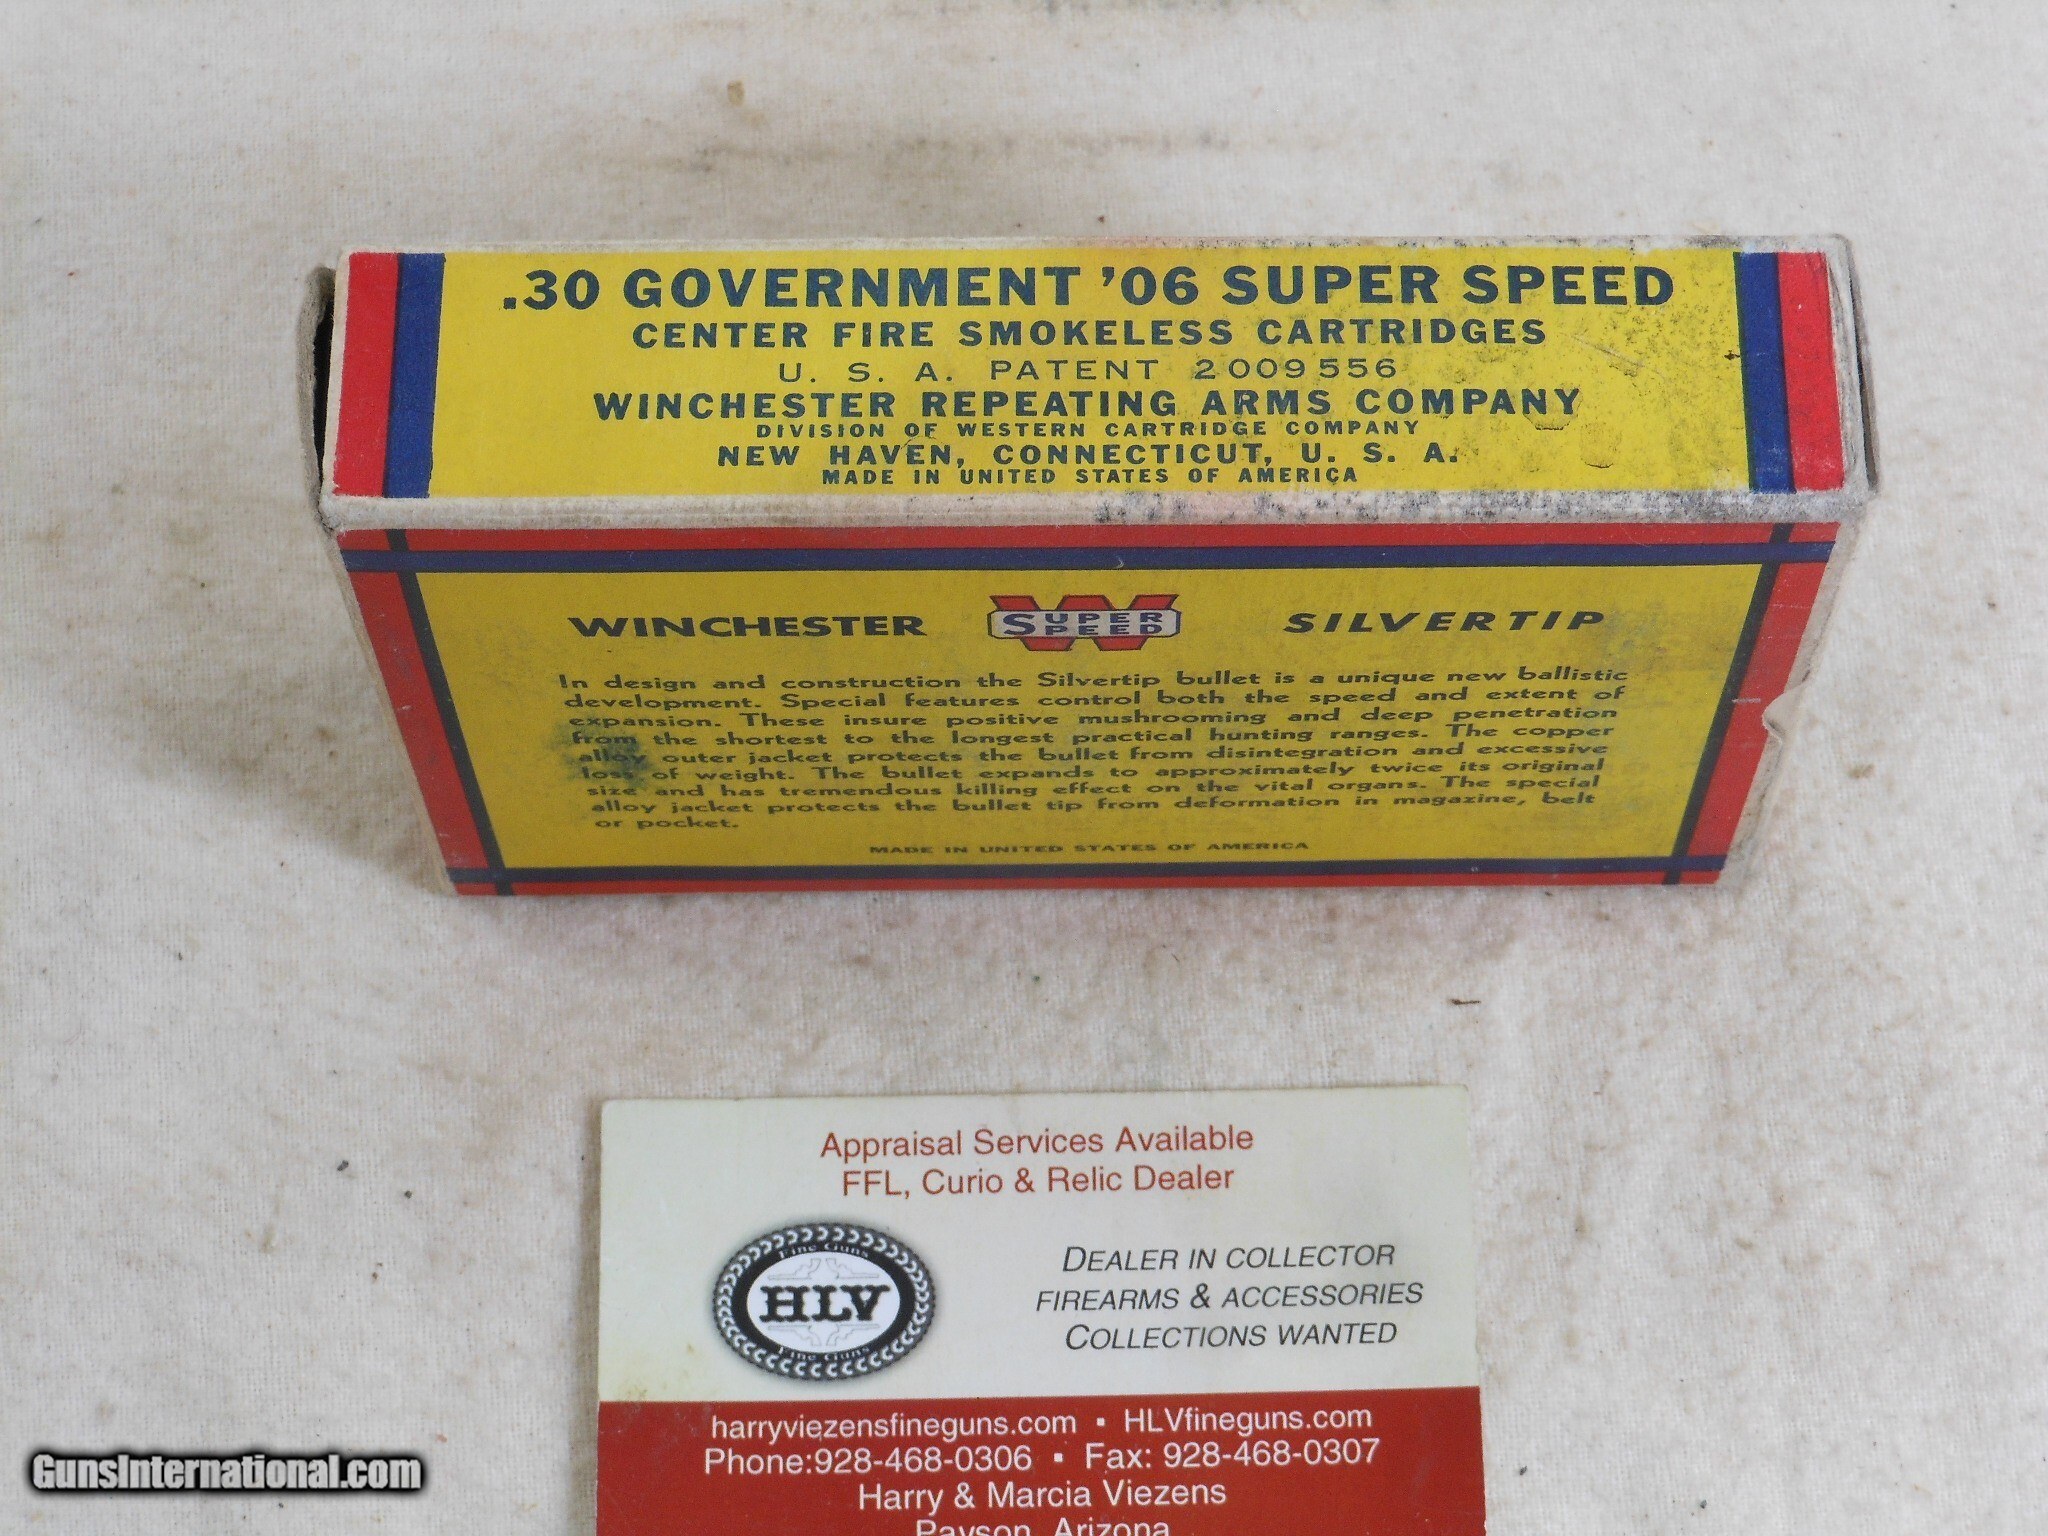 .30 GOVERNMENT '06 SUPER SPEED
CENTER FIRE SMOKELESS CARTRIDGES
U. S. A. PATENT 2009556
WINCHESTER REPEATING ARMS COMPANY
DIVISION OF WESTERN CARTRIDGE COMPANY
NEW HAVEN, CONNECTICUT, U. S. A.
MADE IN UNITED STATES OF AMERICA
WINCHESTER W SUPER SPEED SILVERTIP
In design and construction the Silvertip bullet is a unique new ballistic
development. Special features control both the speed and extent of
expansion. These insure positive mushrooming and deep penetration
from the shortest to the longest practical hunting ranges. The copper
alloy outer jacket protects the bullet from disintegration and excessive
loss of weight. The bullet expands to approximately twice its original
size and has tremendous killing effect on the vital organs. The special
alloy jacket protects the bullet tip from deformation in magazine, belt
or pocket.
MADE IN UNITED STATES OF AMERICA
Appraisal Services Available
FFL, Curio & Relic Dealer
Fine Guns
HLV
Fine Guns
DEALER IN COLLECTOR
FIREARMS & ACCESSORIES
COLLECTIONS WANTED
harryviezensfineguns.com ▪ HLVfineguns.com
Phone:928-468-0306 ▪ Fax: 928-468-0307
Harry & Marcia Viezens
Payson, Arizona
GunsInternational.com